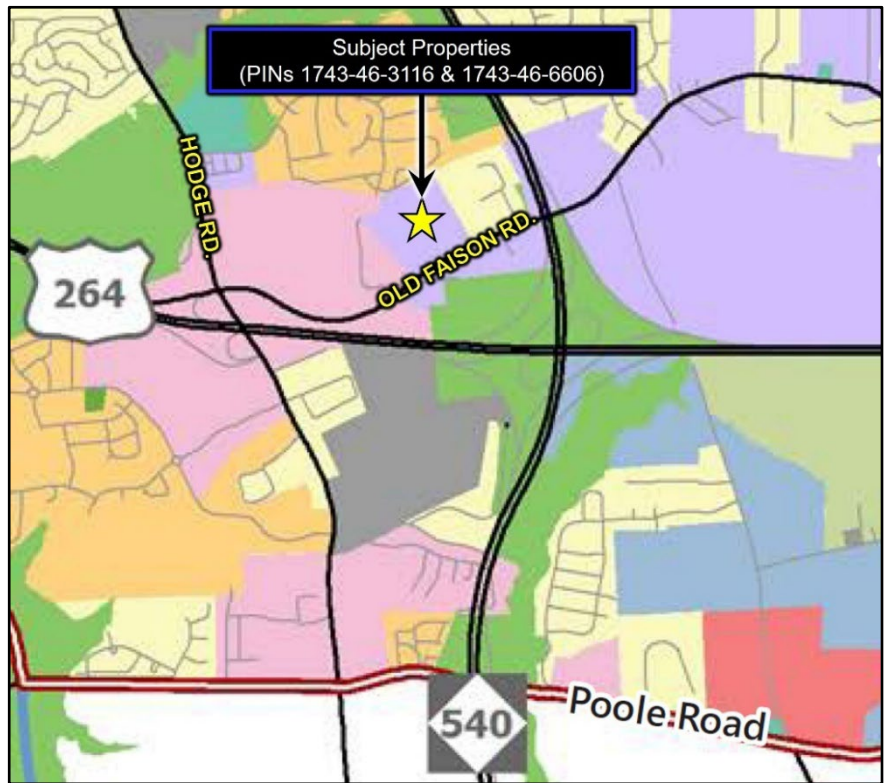 Subject Properties
(PINs 1743-46-3116 & 1743-46-6606)
HODGE RD.
OLD FAISON RD.
264
Poole Road
540